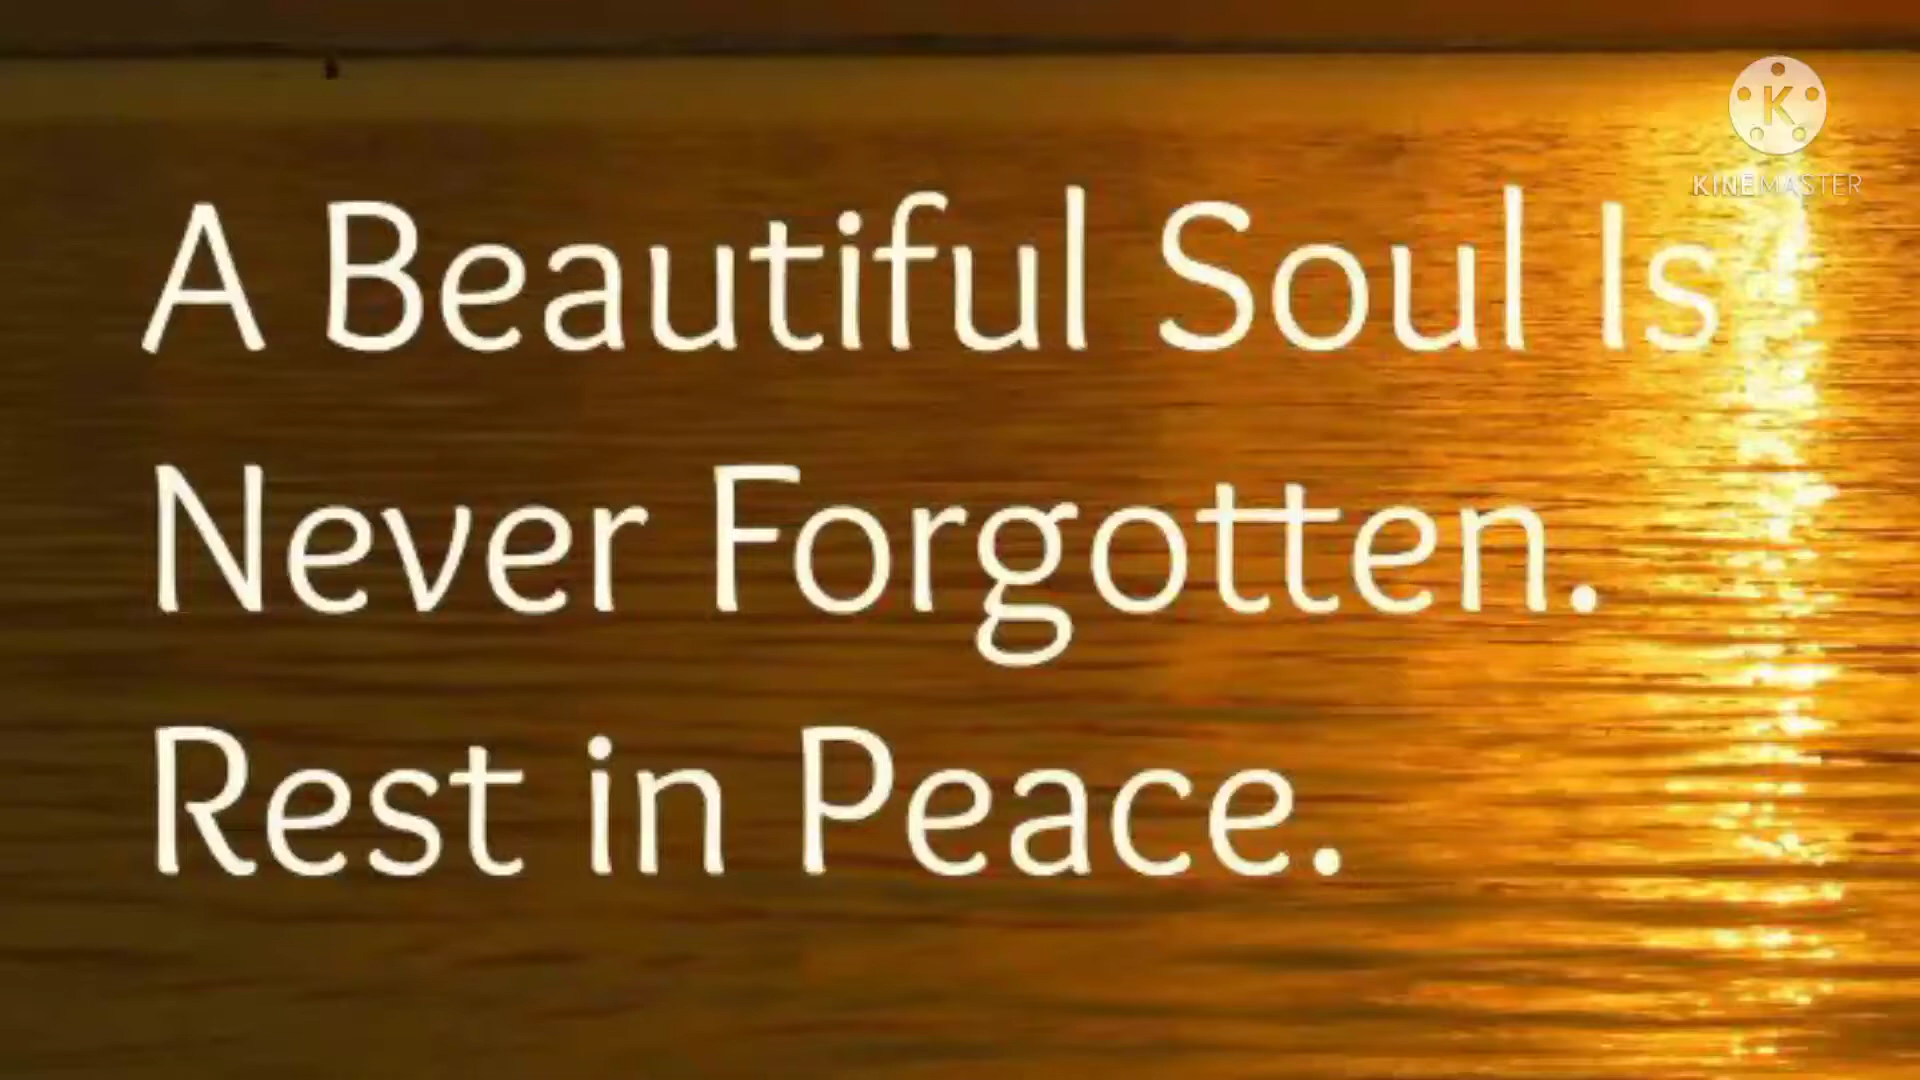 K
KINEMASTER
A Beautiful Soul Is
Never Forgotten.
Rest in Peace.